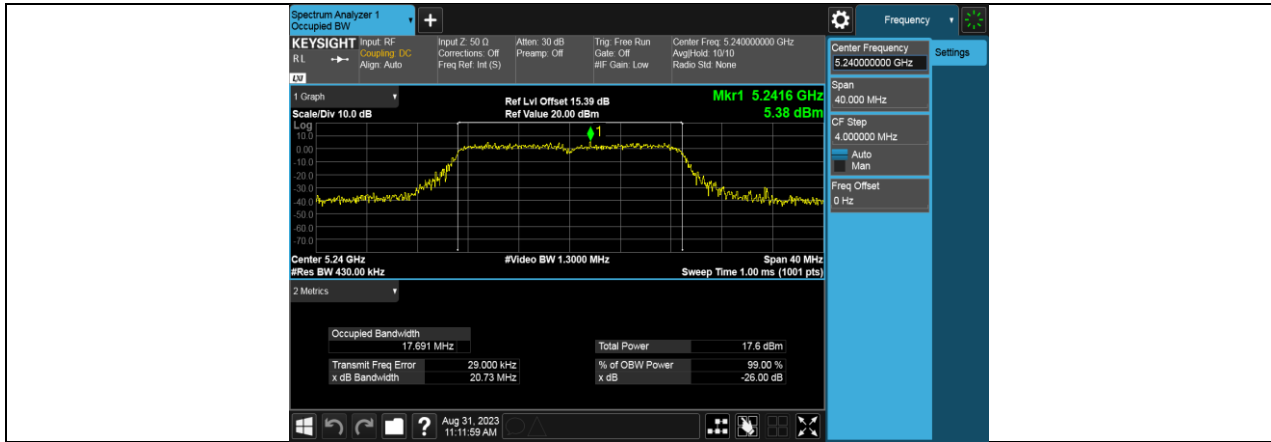 Spectrum Analyzer 1
Occupied BW
Frequency
KEYSIGHT
R L
LXI
Input: RF
Coupling: DC
Align: Auto
Input Z: 50 Ω
Corrections: Off
Freq Ref: Int (S)
Atten: 30 dB
Preamp: Off
Trig: Free Run
Gate: Off
#IF Gain: Low
Center Freq: 5.240000000 GHz
Avg|Hold: 10/10
Radio Std: None
Center Frequency
5.240000000 GHz
Settings
Span
40.000 MHz
CF Step
4.000000 MHz
Auto
Man
Freq Offset
0 Hz
1 Graph
Scale/Div 10.0 dB
Ref Lvl Offset 15.39 dB
Ref Value 20.00 dBm
Mkr1 5.2416 GHz
5.38 dBm
Log
10.0
0.00
-10.0
-20.0
-30.0
-40.0
-50.0
-60.0
-70.0
1
Center 5.24 GHz
#Res BW 430.00 kHz
#Video BW 1.3000 MHz
Span 40 MHz
Sweep Time 1.00 ms (1001 pts)
2 Metrics
Occupied Bandwidth
17.691 MHz
Transmit Freq Error 29.000 kHz
x dB Bandwidth 20.73 MHz
Total Power 17.6 dBm
% of OBW Power 99.00 %
x dB -26.00 dB
?
Aug 31, 2023
11:11:59 AM